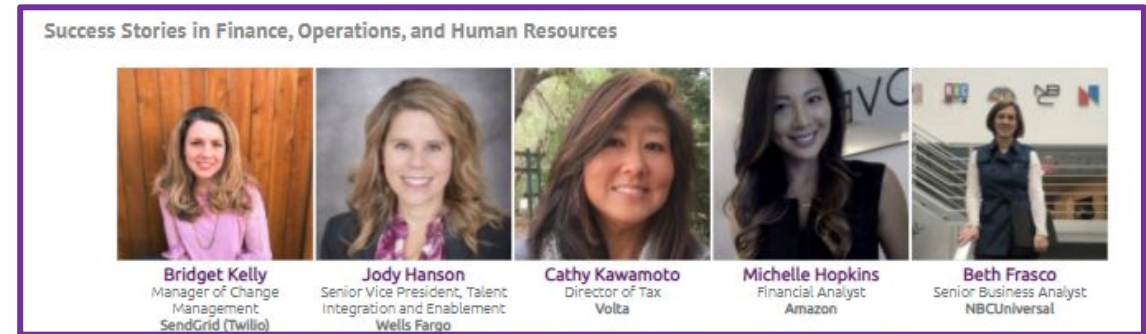 Success Stories in Finance, Operations, and Human Resources
Bridget Kelly
Manager of Change
Management
SendGrid (Twilio)
Jody Hanson
Senior Vice President, Talent
Integration and Enablement
Wells Fargo
Cathy Kawamoto
Director of Tax
Volta
Michelle Hopkins
Financial Analyst
Amazon
Beth Frasco
Senior Business Analyst
NBCUniversal